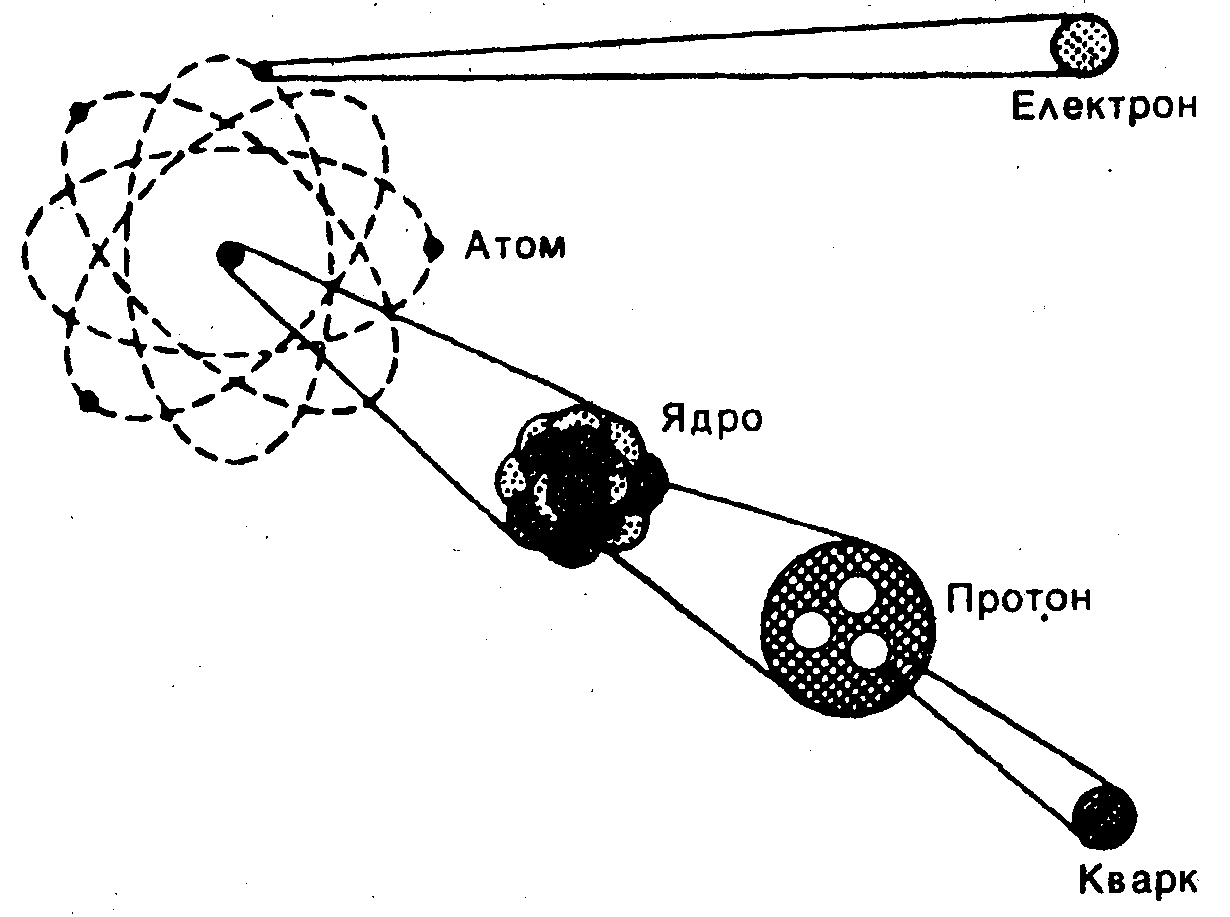 Електрон
Атом
Ядро
Протон
Кварк